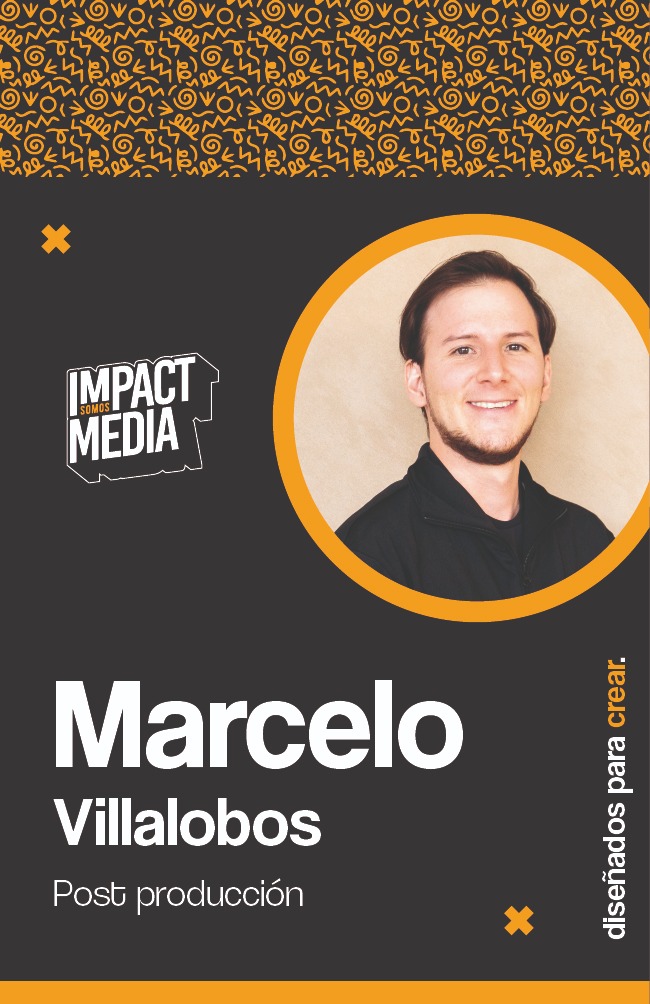 IMPACT
SOMOS
MEDIA
Marcelo
Villalobos
Post producción
diseñados para crear.